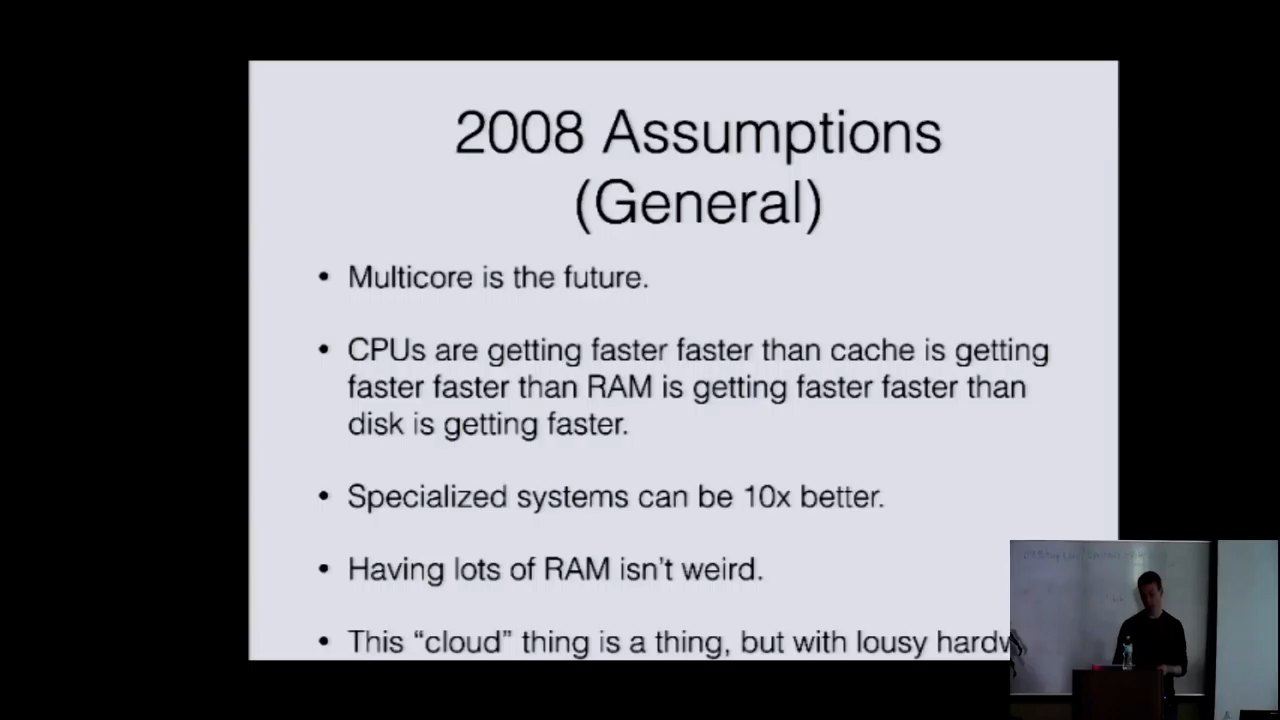 2008 Assumptions
(General)
• Multicore is the future.
• CPUs are getting faster faster than cache is getting
faster faster than RAM is getting faster faster than
disk is getting faster.
• Specialized systems can be 10x better.
• Having lots of RAM isn't weird.
• This “cloud” thing is a thing, but with lousy